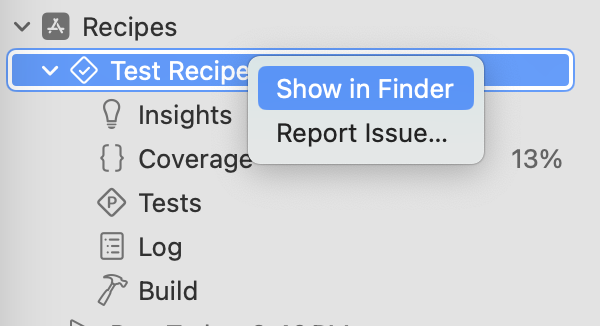 Recipes
Test Recipe
Show in Finder
Insights
Report Issue...
Coverage
13%
Tests
Log
Build